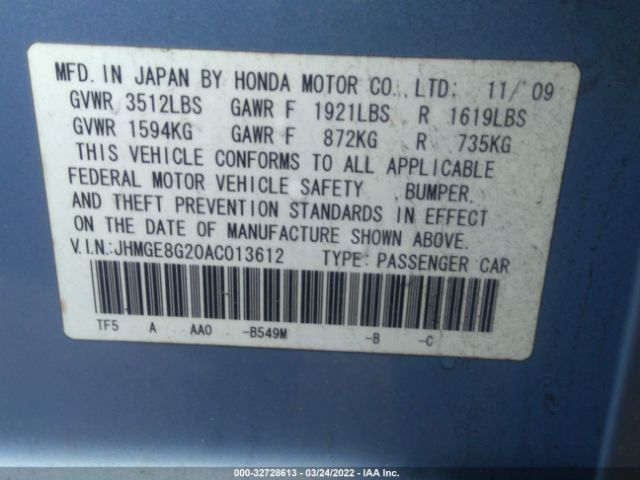 MFD. IN JAPAN BY HONDA MOTOR CO., LTD: 11/'09
GVWR 3512LBS GAWR F 1921LBS R 1619LBS
GVWR 1594KG GAWR F 872KG R 735KG
THIS VEHICLE CONFORMS TO ALL APPLICABLE
FEDERAL MOTOR VEHICLE SAFETY ,BUMPER,
AND THEFT PREVENTION STANDARDS IN EFFECT
ON THE DATE OF MANUFACTURE SHOWN ABOVE.
V.I.N.:JHMGE8G20AC013612 TYPE: PASSENGER CAR
TF5 A AAO -B549M -B -C
000-32728613 - 03/24/2022 - IAA Inc.